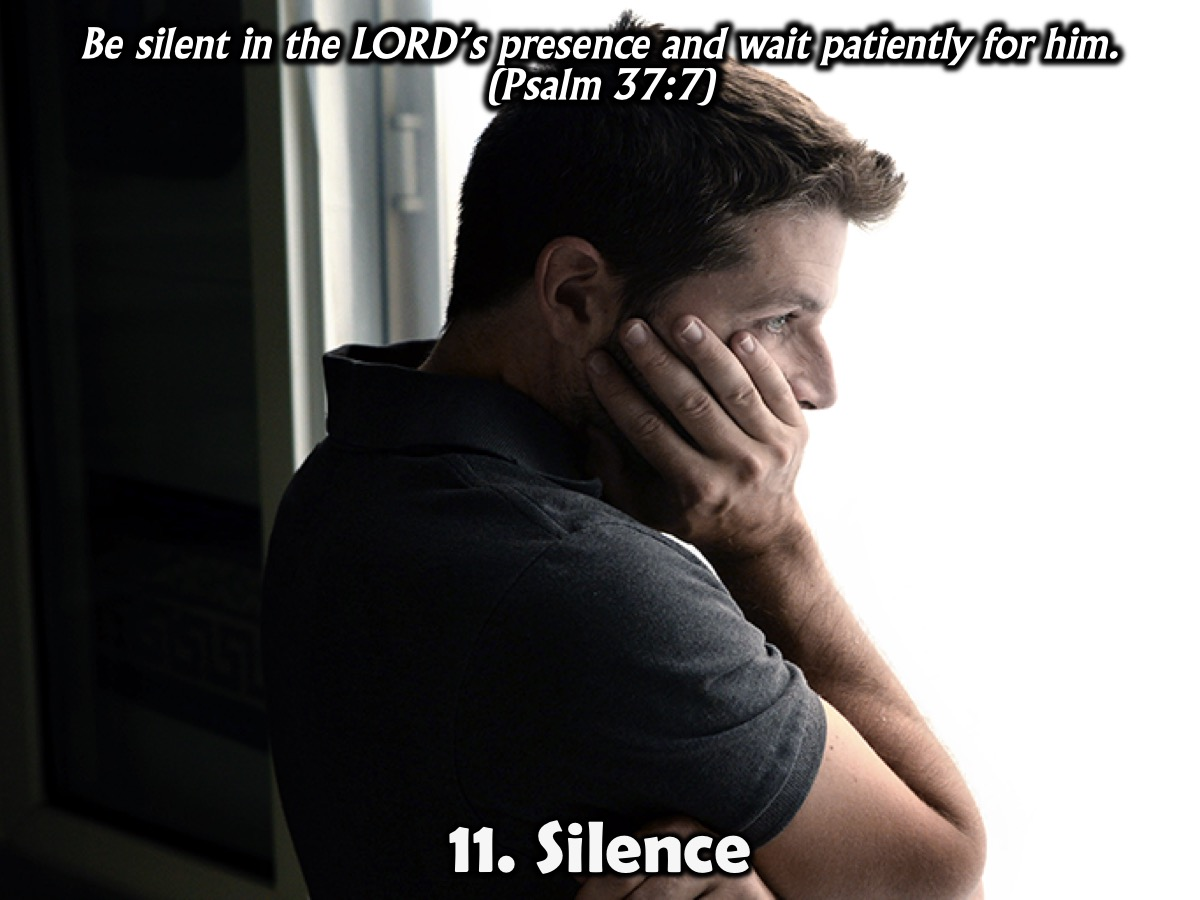 Be silent in the LORD’s presence and wait patiently for him.
(Psalm 37:7)
11. Silence